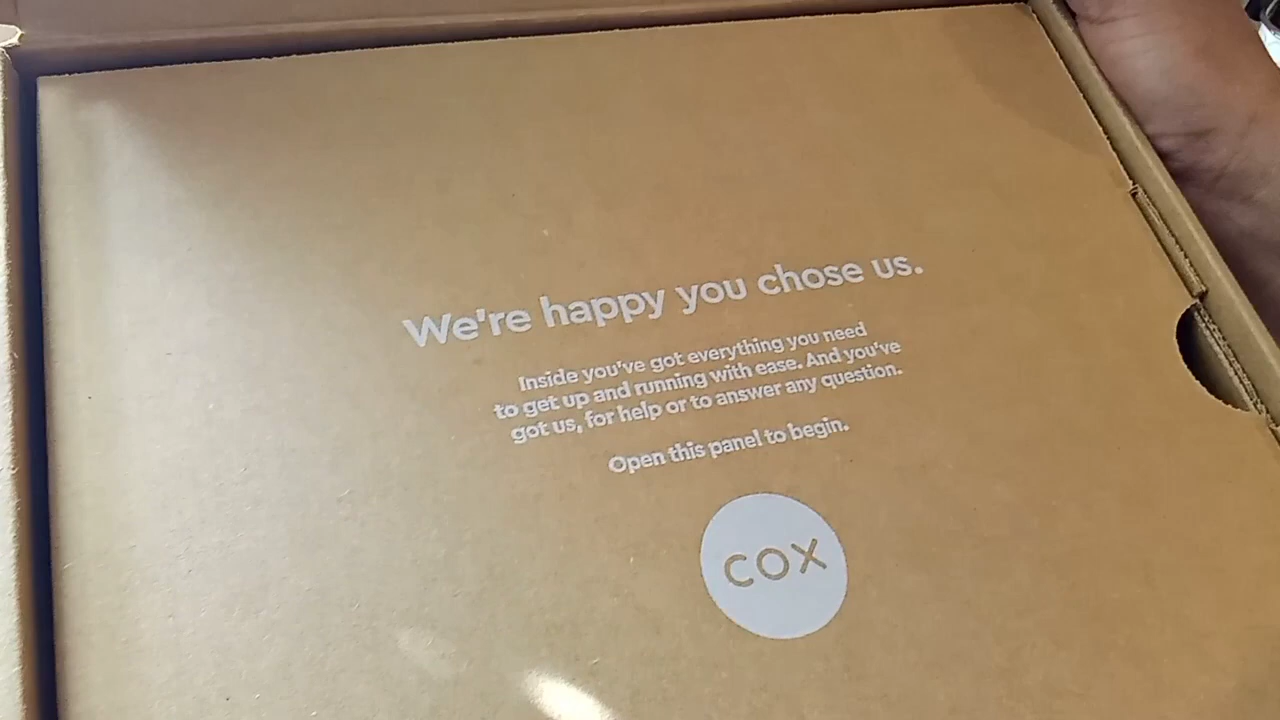 We're happy you chose us.
Inside you've got everything you need
to get up and running with ease. And you've
got us, for help or to answer any question.
Open this panel to begin.
COX